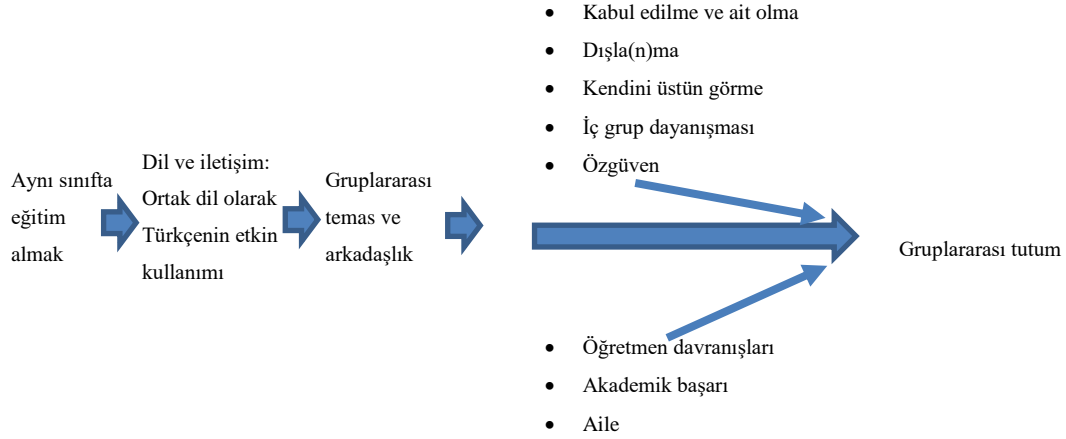 • Kabul edilme ve ait olma
• Dışla(n)ma
• Kendini üstün görme
• İç grup dayanışması
• Özgüven
Aynı sınıfta
eğitim
almak
Dil ve iletişim:
Ortak dil olarak
Türkçenin etkin
kullanımı
Gruplararası
temas ve
arkadaşlık
Gruplararası tutum
• Öğretmen davranışları
• Akademik başarı
• Aile